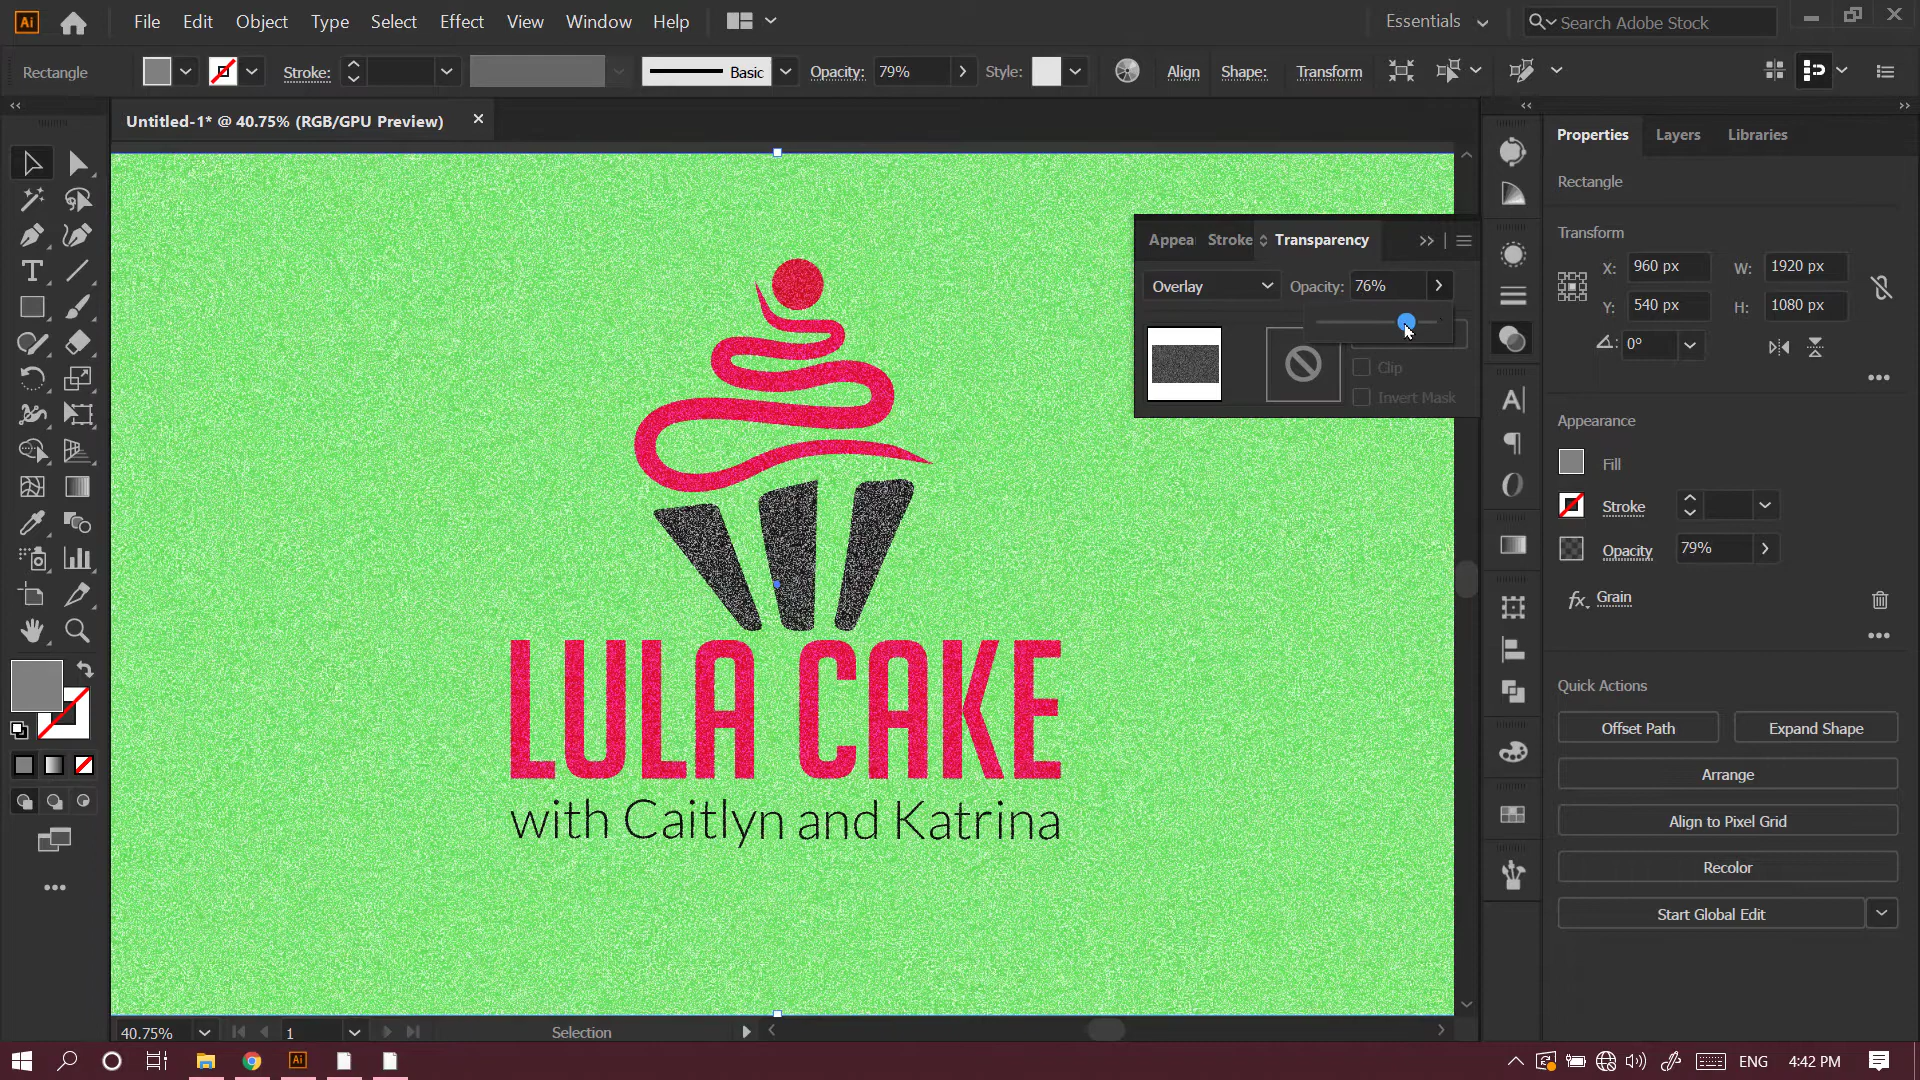 Ai File Edit Object Type Select Effect View Window Help Essentials Search Adobe Stock
Rectangle Stroke: Basic Opacity: 79% Style: Align Shape: Transform
Untitled-1* @ 40.75% (RGB/GPU Preview)
Properties Layers Libraries
Rectangle
Transform
X: 960 px W: 1920 px
Y: 540 px H: 1080 px
0°
Appea Stroke Transparency
Overlay Opacity: 76%
Clip
Invert Mask
Appearance
Fill
Stroke
Opacity 79%
fx Grain
Quick Actions
Offset Path Expand Shape
Arrange
Align to Pixel Grid
Recolor
Start Global Edit
LULA CAKE
with Caitlyn and Katrina
40.75% 1 Selection
Ai ENG 4:42 PM